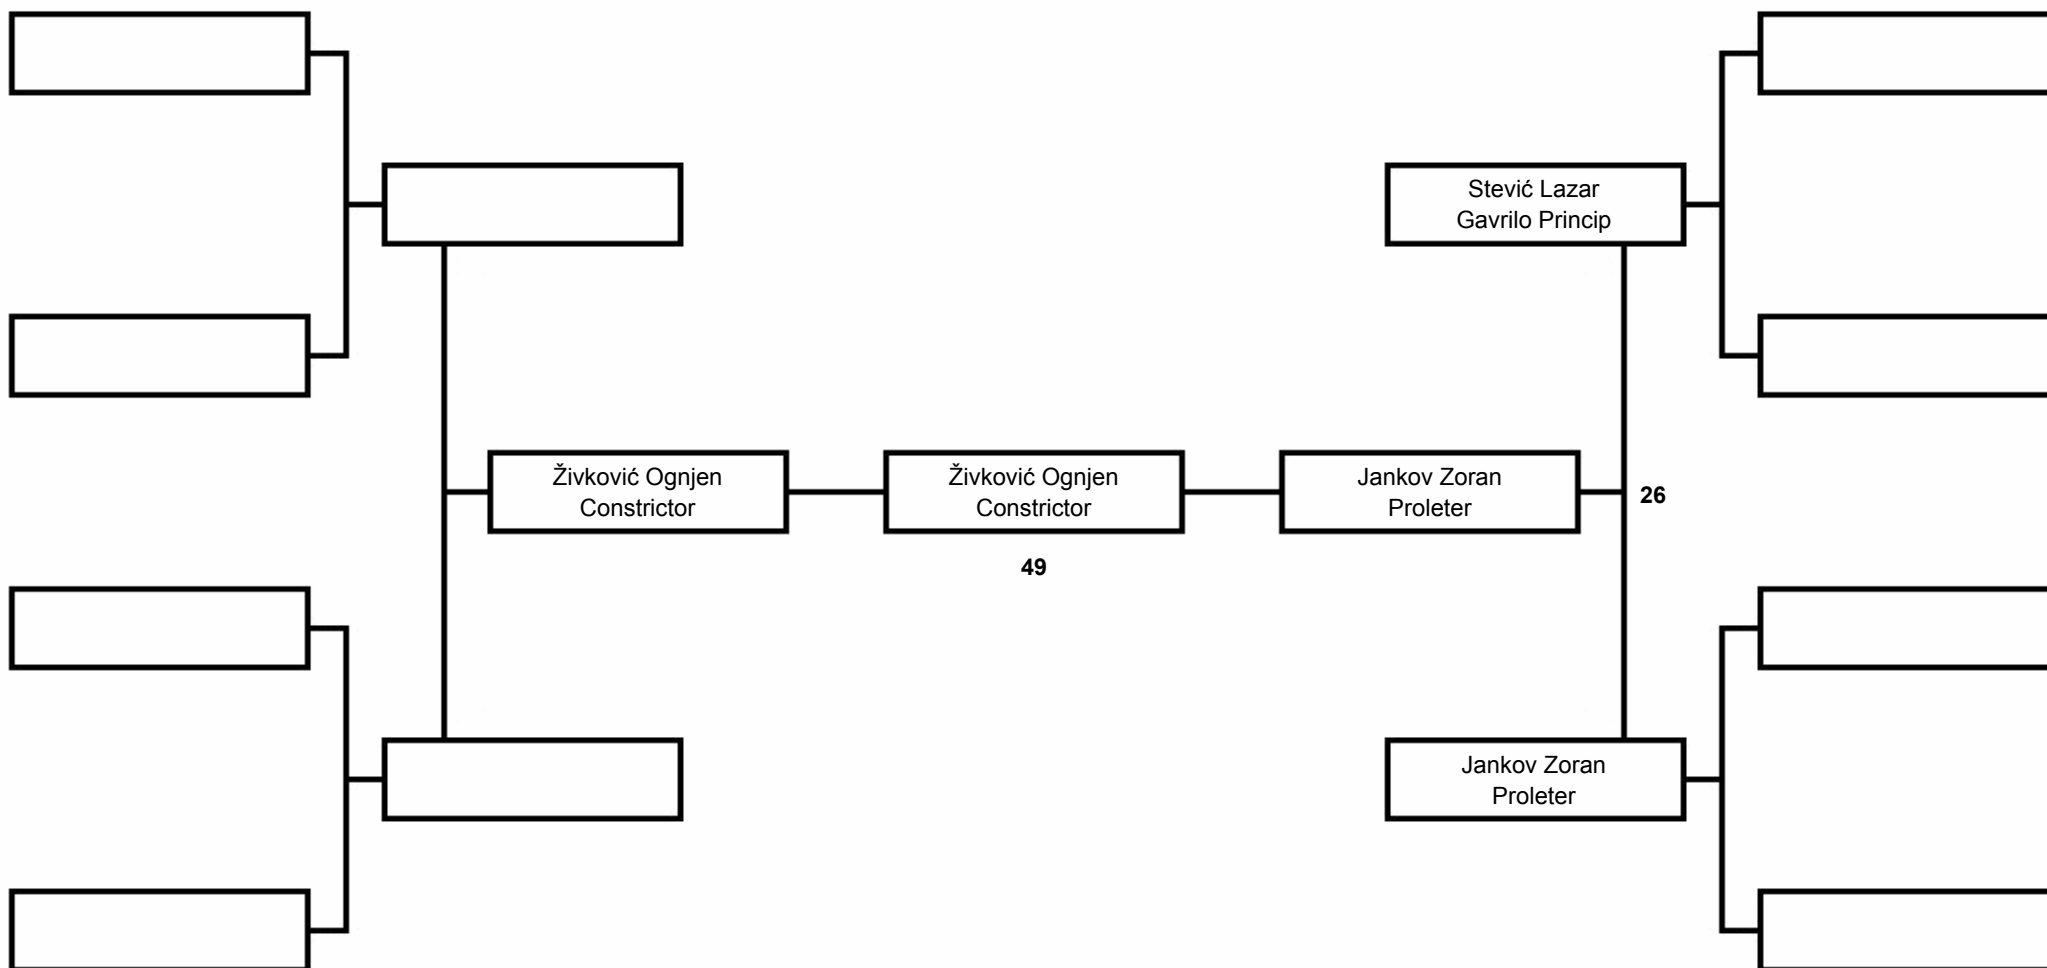 Stević Lazar
Gavrilo Princip
Živković Ognjen
Constrictor
Živković Ognjen
Constrictor
Jankov Zoran
Proleter
26
49
Jankov Zoran
Proleter